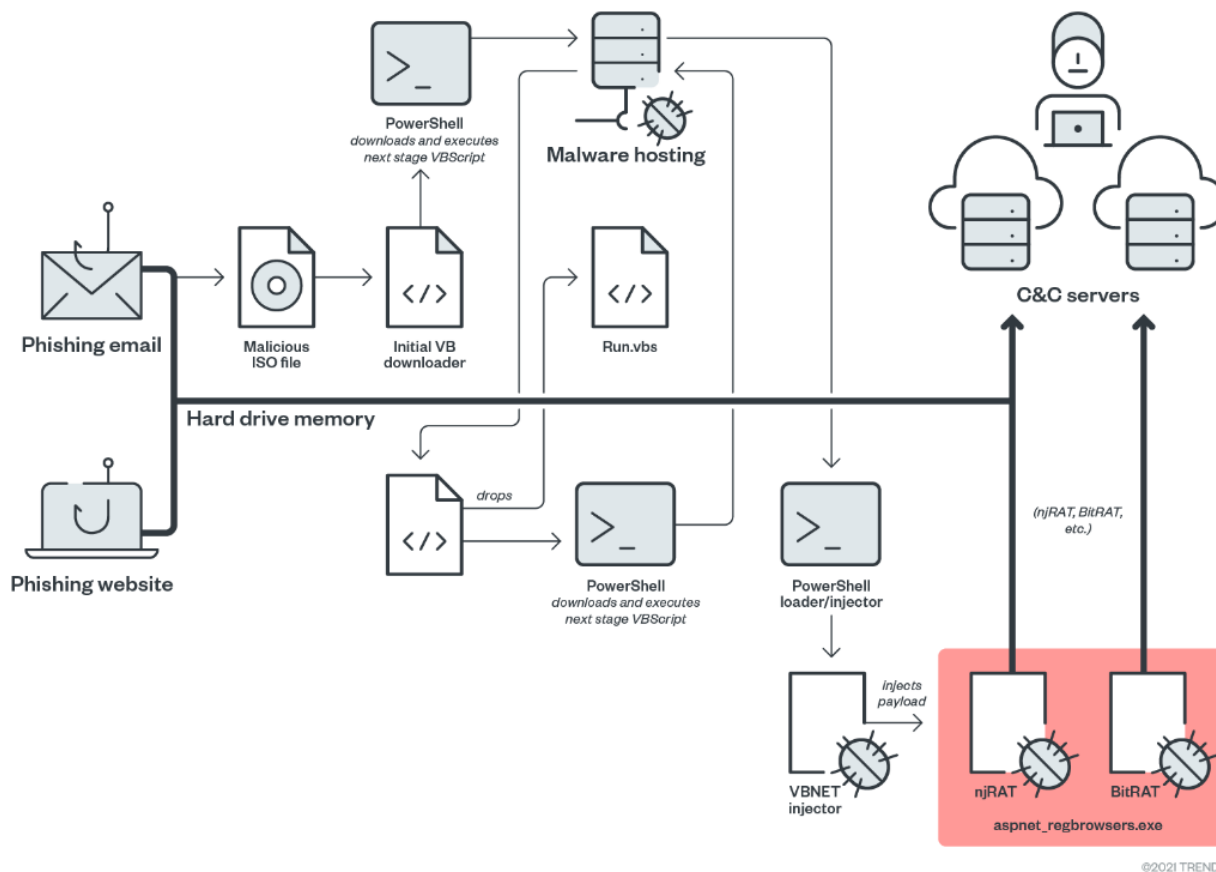 PowerShell
downloads and executes
next stage VBScript
Malware hosting
C&C servers
Phishing email
Malicious
ISO file
Initial VB
downloader
Run.vbs
Hard drive memory
drops
Phishing website
PowerShell
downloads and executes
next stage VBScript
PowerShell
loader/injector
(njRAT, BitRAT,
etc.)
injects
payload
VBNET
injector
njRAT
BitRAT
aspnet_regbrowsers.exe
©2021 TREND